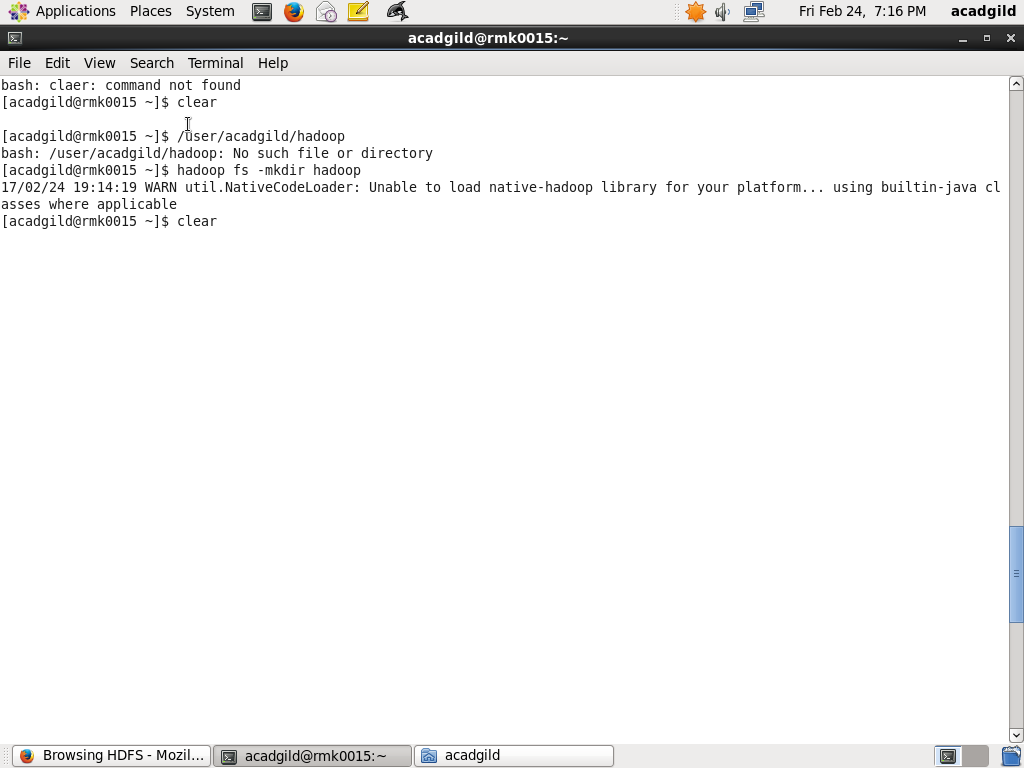 Applications Places System Fri Feb 24, 7:16 PM acadgild
acadgild@rmk0015:~
File Edit View Search Terminal Help
bash: claer: command not found
[acadgild@rmk0015 ~]$ clear
[acadgild@rmk0015 ~]$ /user/acadgild/hadoop
bash: /user/acadgild/hadoop: No such file or directory
[acadgild@rmk0015 ~]$ hadoop fs -mkdir hadoop
17/02/24 19:14:19 WARN util.NativeCodeLoader: Unable to load native-hadoop library for your platform... using builtin-java cl
asses where applicable
[acadgild@rmk0015 ~]$ clear
Browsing HDFS - Mozil... acadgild@rmk0015:~ acadgild